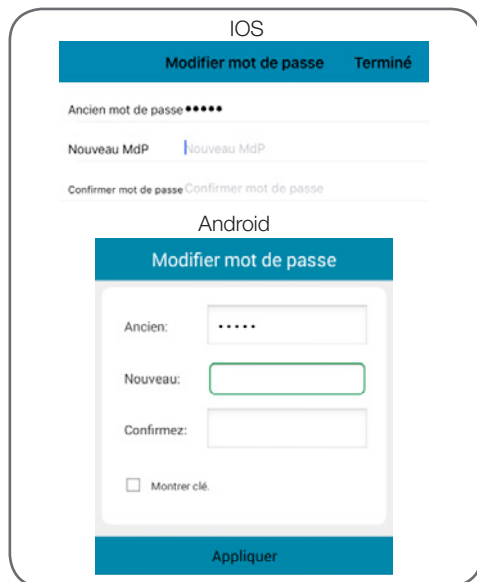 IOS
Modifier mot de passe Terminé
Ancien mot de passe •••••
Nouveau MdP Nouveau MdP
Confirmer mot de passe Confirmer mot de passe
Android
Modifier mot de passe
Ancien: •••••
Nouveau:
Confirmez:
Montrer clé.
Appliquer